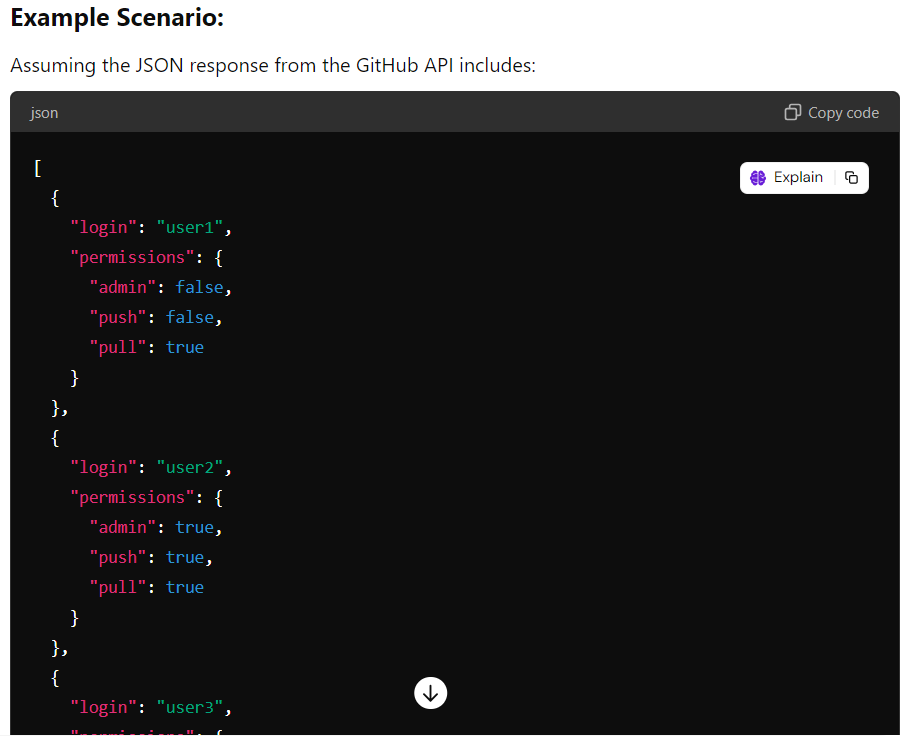 Example Scenario:
Assuming the JSON response from the GitHub API includes:
json
Copy code
Explain
[
  {
    "login": "user1",
    "permissions": {
      "admin": false,
      "push": false,
      "pull": true
    }
  },
  {
    "login": "user2",
    "permissions": {
      "admin": true,
      "push": true,
      "pull": true
    }
  },
  {
    "login": "user3",
    "permissions": {